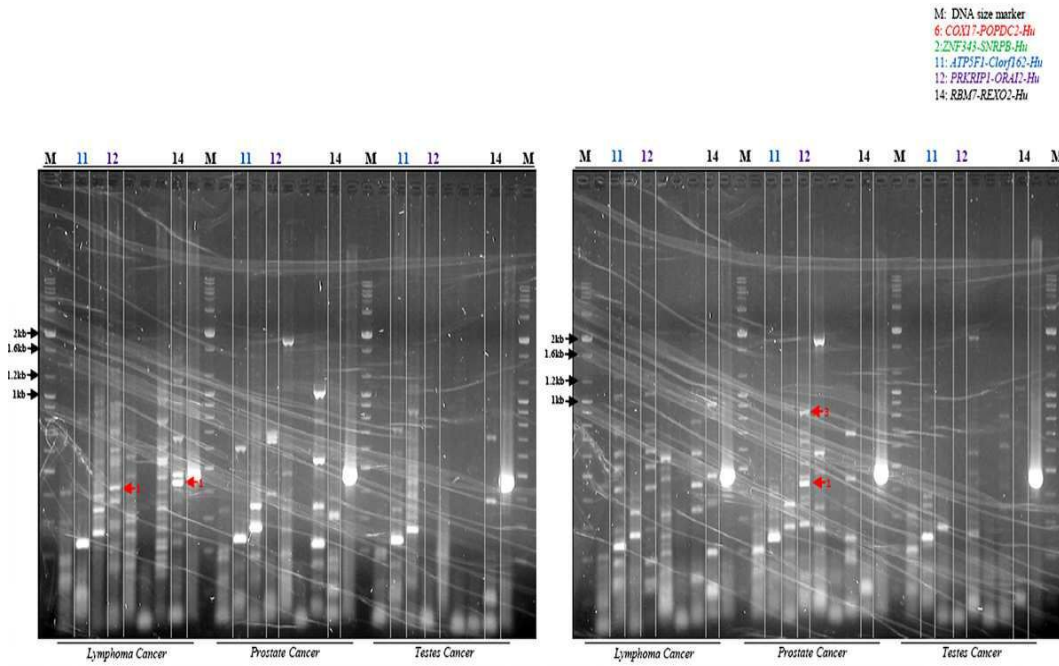 M: DNA size marker
6: COX17-POPDC2-Hu
2:ZNF343-SNRPB-Hu
11: ATP5F1-Clorf162-Hu
12: PRKRIP1-ORAI2-Hu
14: RBM7-REXO2-Hu
M 11 12 14 M 11 12 14 M 11 12 14 M
M 11 12 14 M 11 12 14 M 11 12 14 M
2kb
1.6kb
1.2kb
1kb
1
1
2kb
1.6kb
1.2kb
1kb
2
1
Lymphoma Cancer Prostate Cancer Testes Cancer
Lymphoma Cancer Prostate Cancer Testes Cancer